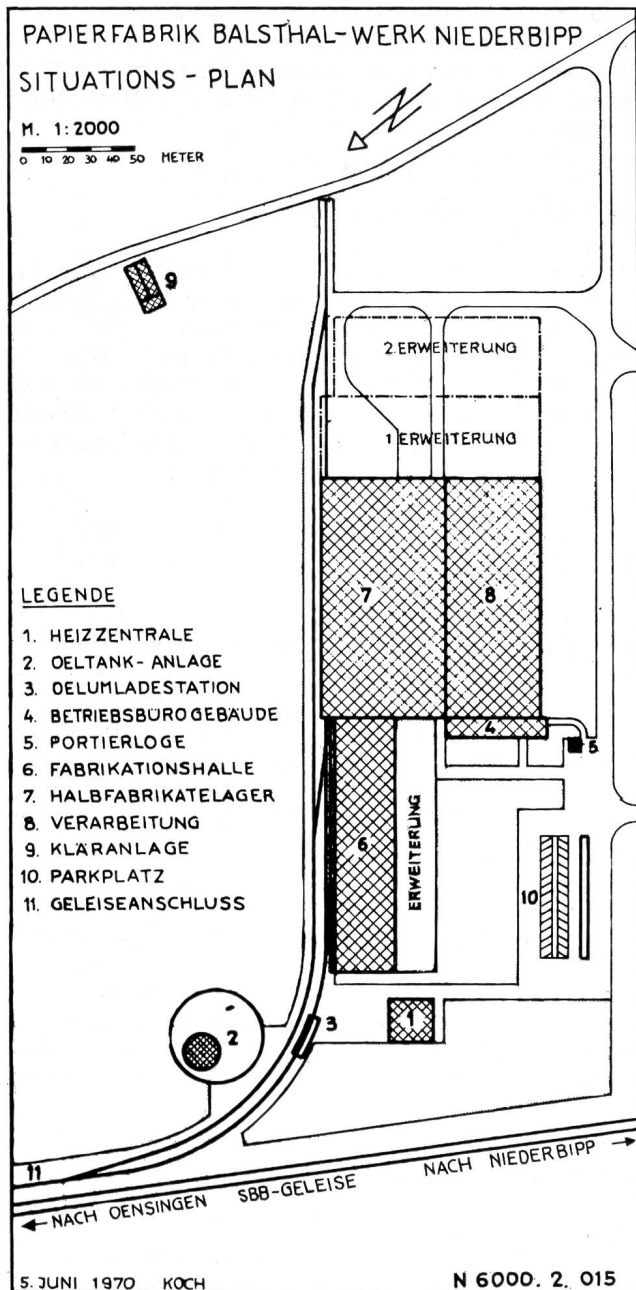 PAPIERFABRIK BALSTHAL-WERK NIEDERBIPP
SITUATIONS - PLAN
M. 1:2000
0 10 20 30 40 50 METER
N
9
2. ERWEITERUNG
1 ERWEITERUNG
7
8
LEGENDE
1. HEIZZENTRALE
2. OELTANK- ANLAGE
3. OELUMLADESTATION
4. BETRIEBSBÜROGEBÄUDE
5. PORTIERLOGE
6. FABRIKATIONSHALLE
7. HALBFABRIKATELAGER
8. VERARBEITUNG
9. KLÄRANLAGE
10. PARKPLATZ
11. GELEISEANSCHLUSS
4
5
6
ERWEITERUNG
10
2
3
1
11
NACH OENSINGEN SBB-GELEISE NACH NIEDERBIPP
5. JUNI 1970 KOCH N 6000. 2. 015